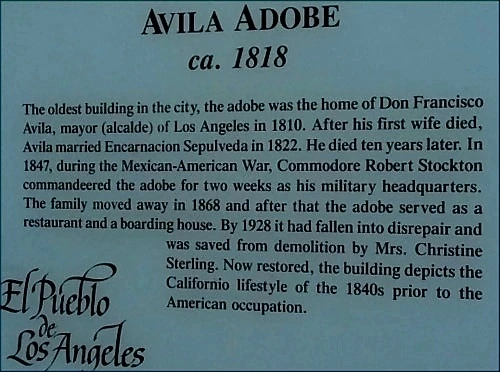 AVILA ADOBE
ca. 1818
The oldest building in the city, the adobe was the home of Don Francisco
Avila, mayor (alcalde) of Los Angeles in 1810. After his first wife died,
Avila married Encarnacion Sepulveda in 1822. He died ten years later. In
1847, during the Mexican-American War, Commodore Robert Stockton
commandeered the adobe for two weeks as his military headquarters.
The family moved away in 1868 and after that the adobe served as a
restaurant and a boarding house. By 1928 it had fallen into disrepair and
was saved from demolition by Mrs. Christine
Sterling. Now restored, the building depicts the
Californio lifestyle of the 1840s prior to the
American occupation.
El Pueblo
de
Los Angeles